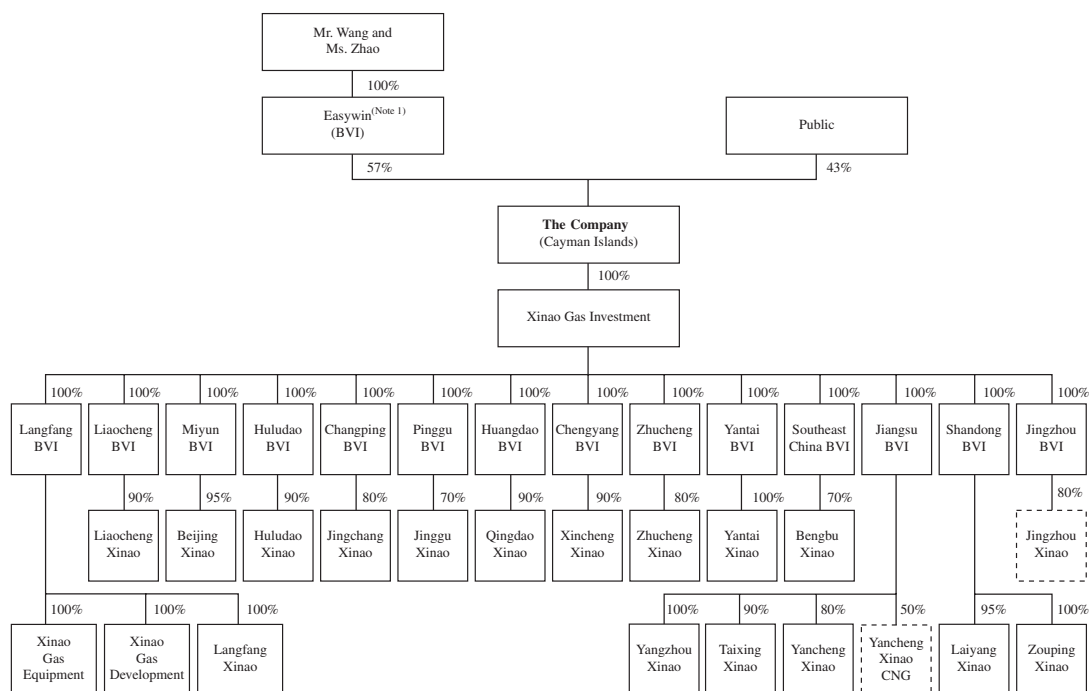 Mr. Wang and
Ms. Zhao
100%
Easywin(Note 1)
(BVI)
Public
57%
43%
The Company
(Cayman Islands)
100%
Xinao Gas Investment
100% 100% 100% 100% 100% 100% 100% 100% 100% 100% 100% 100% 100% 100%
Langfang Liaocheng Miyun Huludao Changping Pinggu Huangdao Chengyang Zhucheng Yantai Southeast Jiangsu Shandong Jingzhou
BVI BVI BVI BVI BVI BVI BVI BVI BVI BVI China BVI BVI BVI BVI
90% 95% 90% 80% 70% 90% 90% 80% 100% 70% 80%
Liaocheng Beijing Huludao Jingchang Jinggu Qingdao Xincheng Zhucheng Yantai Bengbu Jingzhou
Xinao Xinao Xinao Xinao Xinao Xinao Xinao Xinao Xinao Xinao Xinao
100% 100% 100% 100% 90% 80% 50% 95% 100%
Xinao
Gas
Equipment
Xinao
Gas
Development
Langfang
Xinao
Yangzhou
Xinao
Taixing
Xinao
Yancheng
Xinao
Yancheng
Xinao
CNG
Laiyang
Xinao
Zouping
Xinao